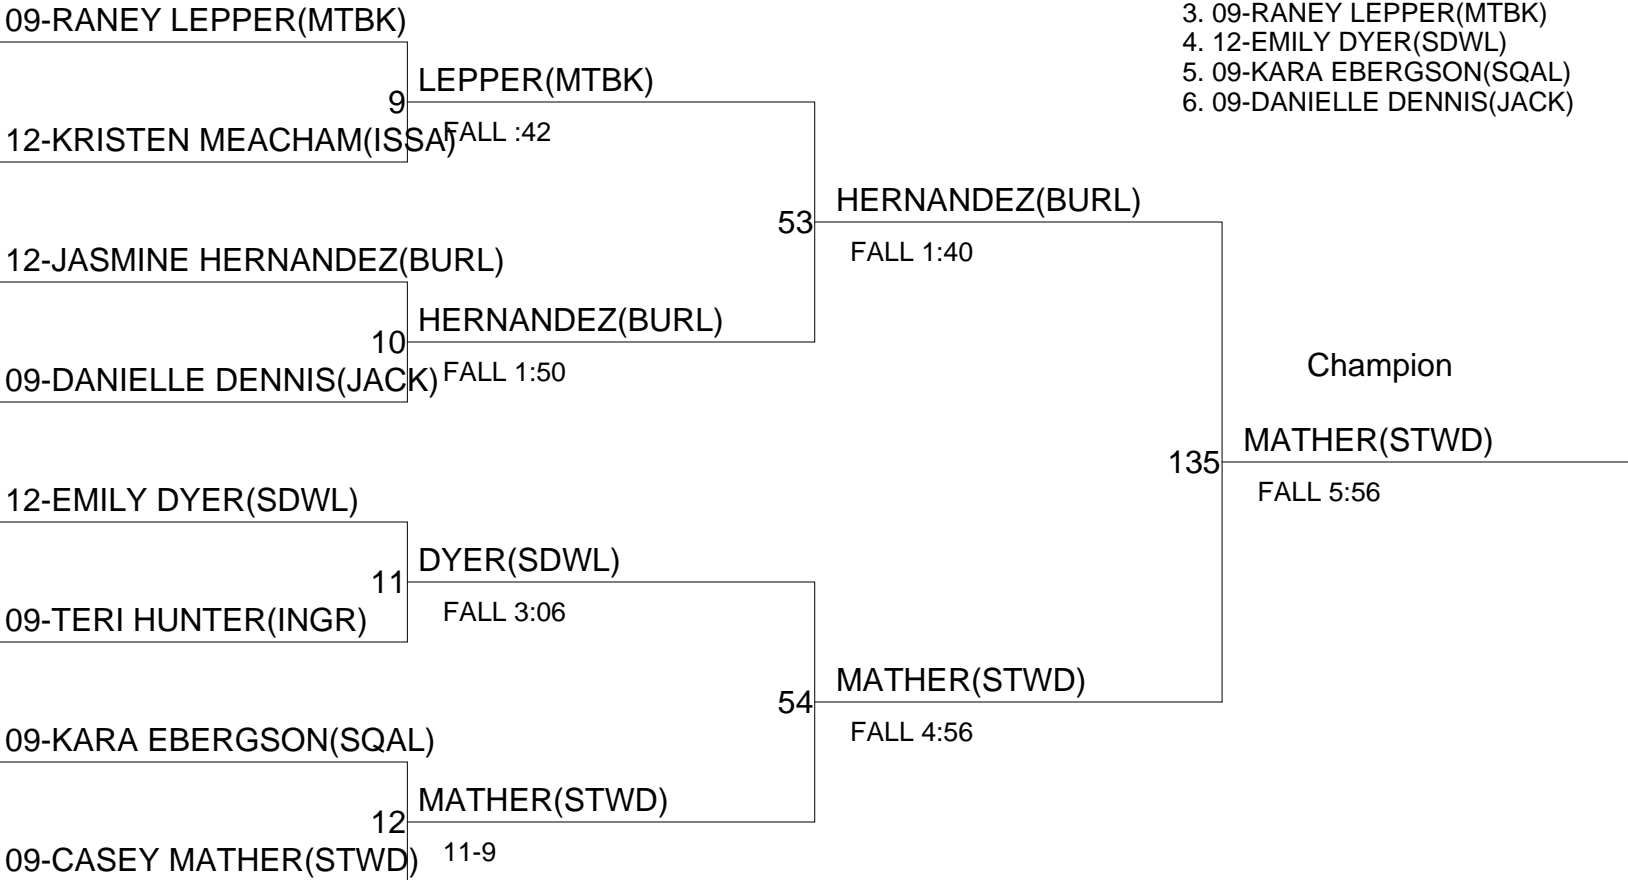 09-RANEY LEPPER(MTBK)
3. 09-RANEY LEPPER(MTBK)
4. 12-EMILY DYER(SDWL)
5. 09-KARA EBERGSON(SQAL)
6. 09-DANIELLE DENNIS(JACK)
LEPPER(MTBK)
9
FALL :42
12-KRISTEN MEACHAM(ISSA)
HERNANDEZ(BURL)
53
FALL 1:40
12-JASMINE HERNANDEZ(BURL)
HERNANDEZ(BURL)
10
FALL 1:50
09-DANIELLE DENNIS(JACK)
Champion
MATHER(STWD)
135
FALL 5:56
12-EMILY DYER(SDWL)
DYER(SDWL)
11
FALL 3:06
09-TERI HUNTER(INGR)
MATHER(STWD)
54
FALL 4:56
09-KARA EBERGSON(SQAL)
MATHER(STWD)
12
11-9
09-CASEY MATHER(STWD)